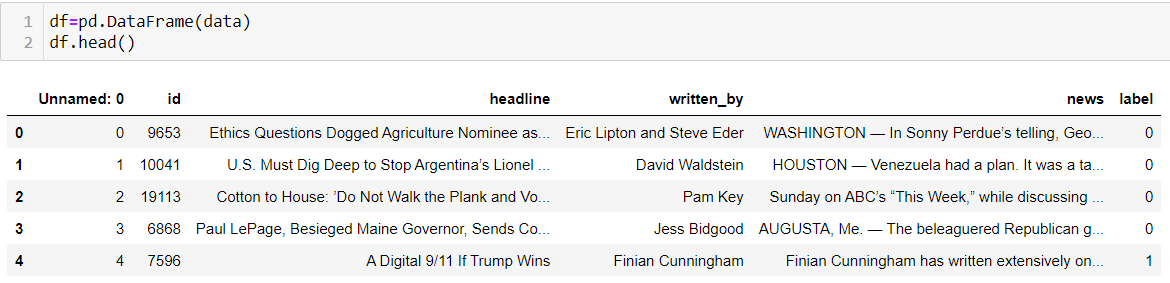 1 df=pd.DataFrame(data)
2 df.head()
Unnamed: 0 id headline written_by news label
0 0 9653 Ethics Questions Dogged Agriculture Nominee as... Eric Lipton and Steve Eder WASHINGTON — In Sonny Perdue’s telling, Geo... 0
1 1 10041 U.S. Must Dig Deep to Stop Argentina’s Lionel ... David Waldstein HOUSTON — Venezuela had a plan. It was a ta... 0
2 2 19113 Cotton to House: ’Do Not Walk the Plank and Vo... Pam Key Sunday on ABC’s “This Week,” while discussing ... 0
3 3 6868 Paul LePage, Besieged Maine Governor, Sends Co... Jess Bidgood AUGUSTA, Me. — The beleaguered Republican g... 0
4 4 7596 A Digital 9/11 If Trump Wins Finian Cunningham Finian Cunningham has written extensively on... 1